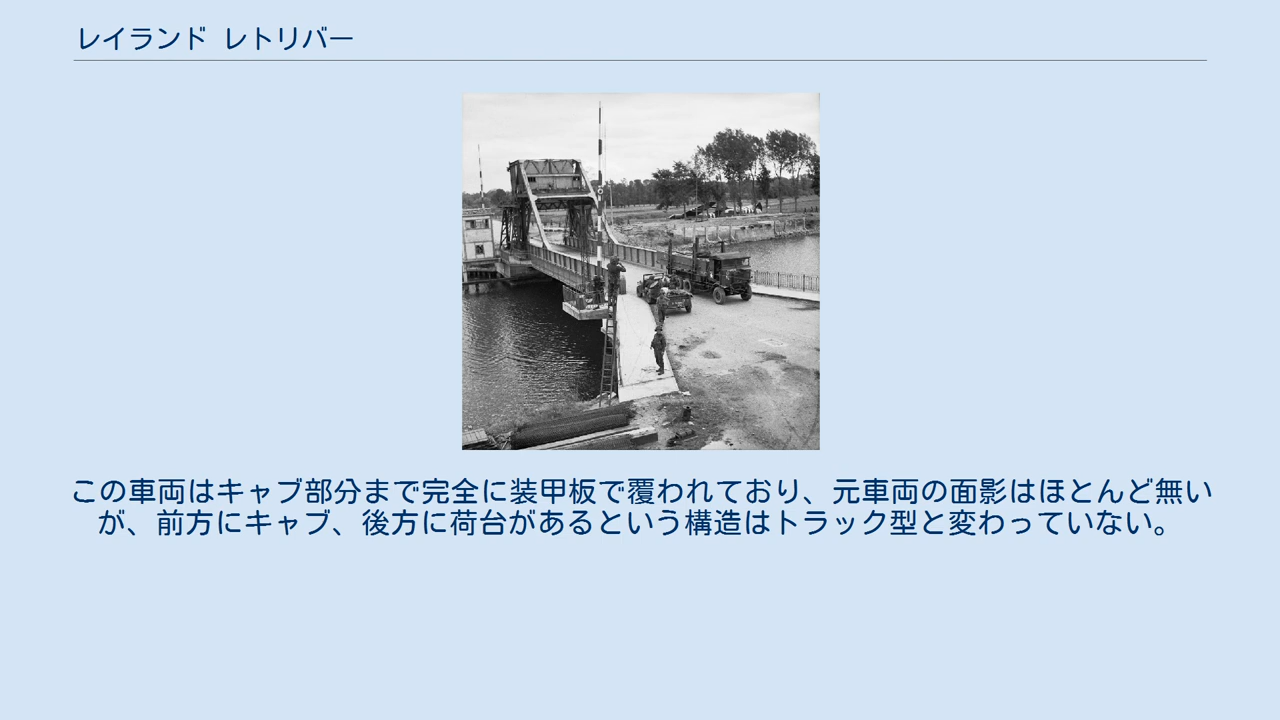 レイランド レトリバー
この車両はキャブ部分まで完全に装甲板で覆われており、元車両の面影はほとんど無い
が、前方にキャブ、後方に荷台があるという構造はトラック型と変わっていない。